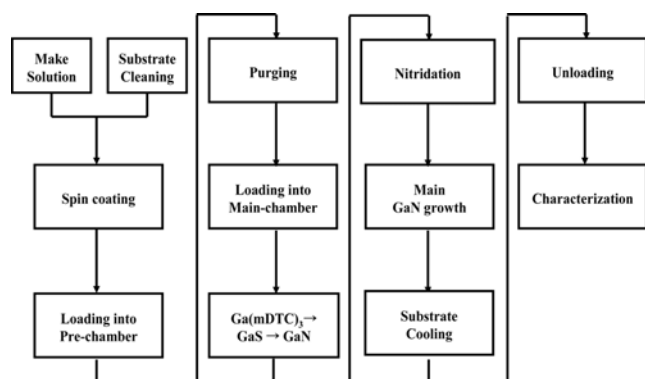 Make
Solution
Substrate
Cleaning
Spin coating
Loading into
Pre-chamber
Purging
Loading into
Main-chamber
Ga(mDTC)₃→
GaS → GaN
Nitridation
Main
GaN growth
Substrate
Cooling
Unloading
Characterization